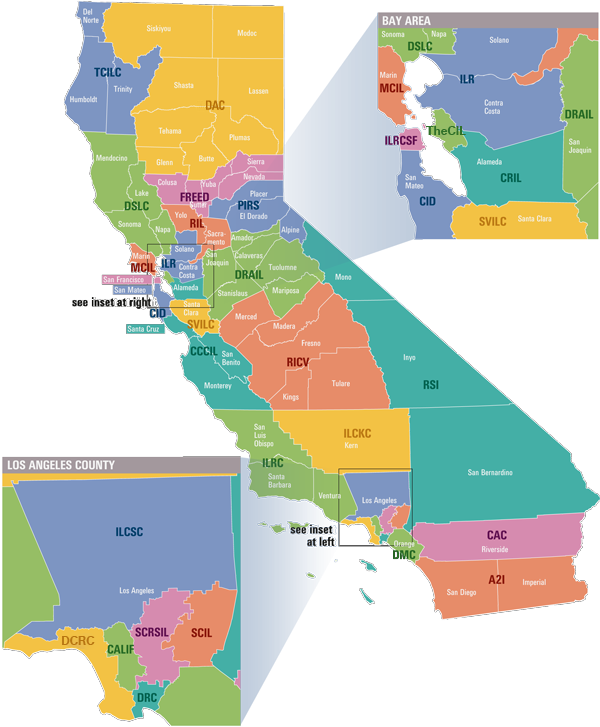 Del
Norte
Siskiyou
Modoc
TCILC
Humboldt
Trinity
Shasta
Lassen
DAC
Tehama
Plumas
Mendocino
Glenn
Butte
Sierra
Colusa
Yuba
Nevada
Lake
FREED
Sutter
Placer
DSLC
Yolo
PIRS
El Dorado
Sonoma
Napa
RIL
Sacra-
mento
Amador
Alpine
Solano
Marin
MCIL
ILR
San
Joaquin
Calaveras
Contra
Costa
DRAIL
Tuolumne
Mono
San Francisco
San Mateo
Alameda
Stanislaus
Mariposa
see inset at right
CID
Santa
Clara
Merced
Santa Cruz
SVILC
Madera
CCCIL
San
Benito
Fresno
RICV
Inyo
RSI
Monterey
Kings
Tulare
San
Luis
Obispo
ILCKC
Kern
ILRC
Santa
Barbara
San Bernardino
Ventura
Los Angeles
see inset
at left
Orange
DMC
CAC
Riverside
A2I
San Diego
Imperial
BAY AREA
Sonoma
Napa
DSLC
Solano
Marin
MCIL
ILR
Contra
Costa
DRAIL
TheCIL
ILRCSF
San
Joaquin
Alameda
CRIL
San
Mateo
CID
SVILC
Santa Clara
LOS ANGELES COUNTY
ILCSC
Los Angeles
DCRC
CALIF
SCRSIL
SCIL
DRC